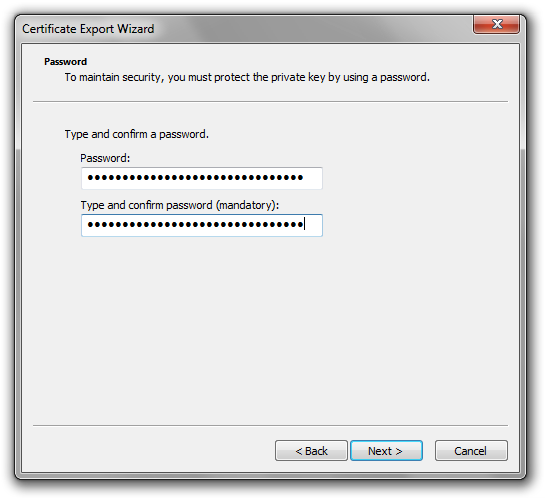 Certificate Export Wizard
Password
To maintain security, you must protect the private key by using a password.
Type and confirm a password.
Password:
●●●●●●●●●●●●●●●●●●●●●●●●●●●●●●●
Type and confirm password (mandatory):
●●●●●●●●●●●●●●●●●●●●●●●●●●●●●●●
< Back
Next >
Cancel